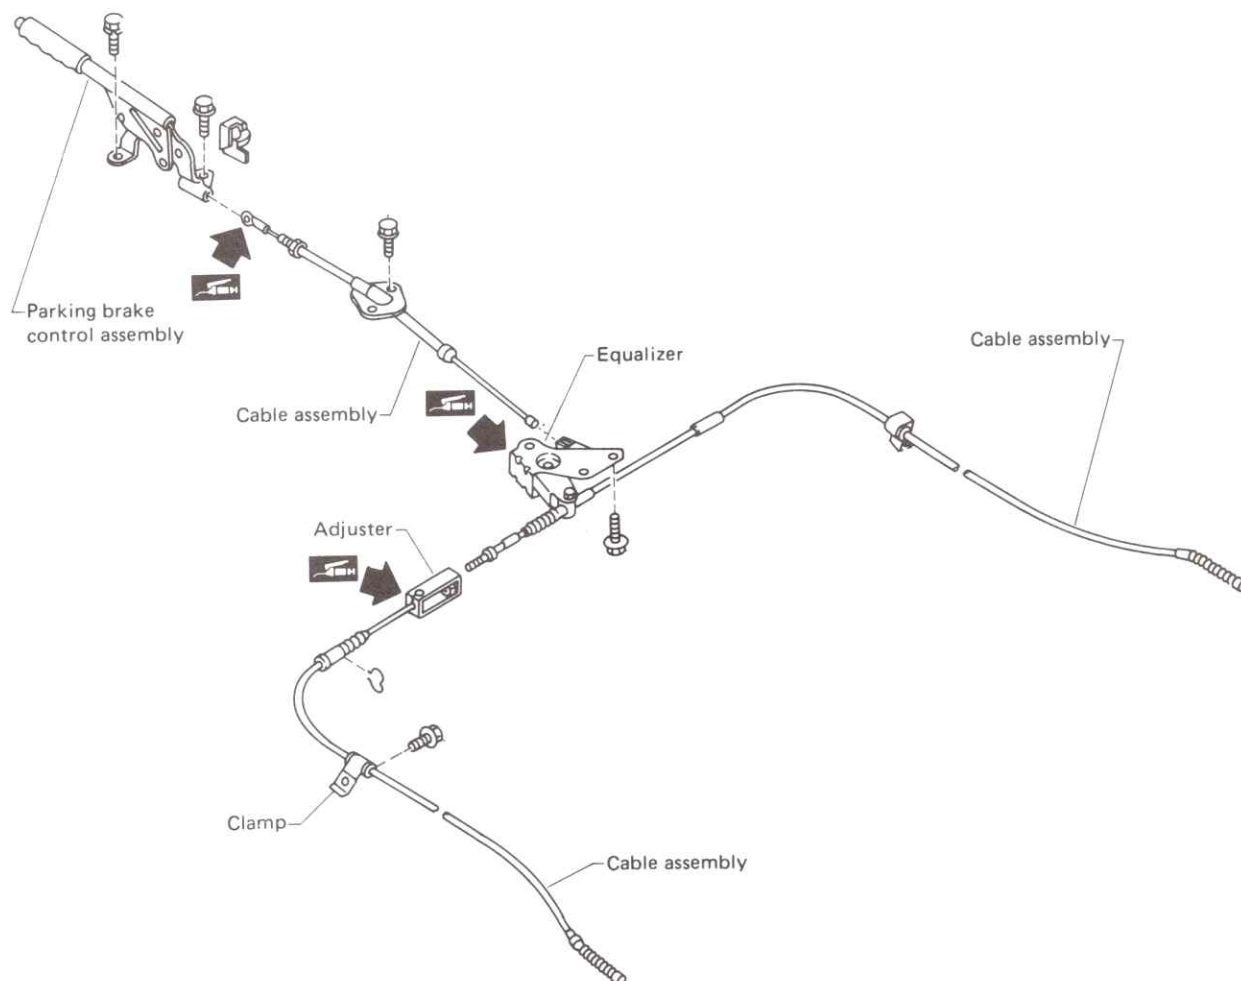 Parking brake
control assembly
Cable assembly
Equalizer
Cable assembly
Adjuster
Clamp
Cable assembly